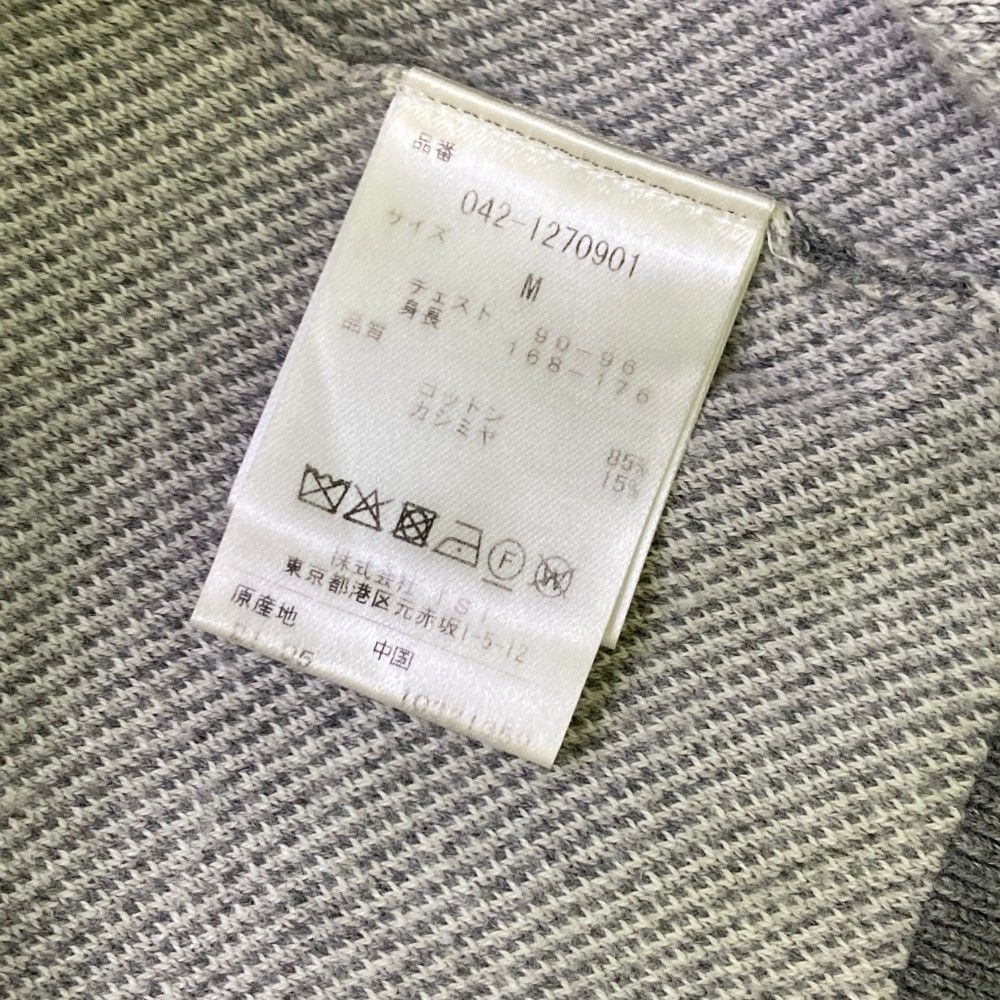 品番
042-1270901
サイズ
M
チェスト 90-96
身長 168-176
品質
コットン 85%
カシミヤ 15%
F
W
株式会社
東京都港区元赤坂1-5-12
原産地 中国